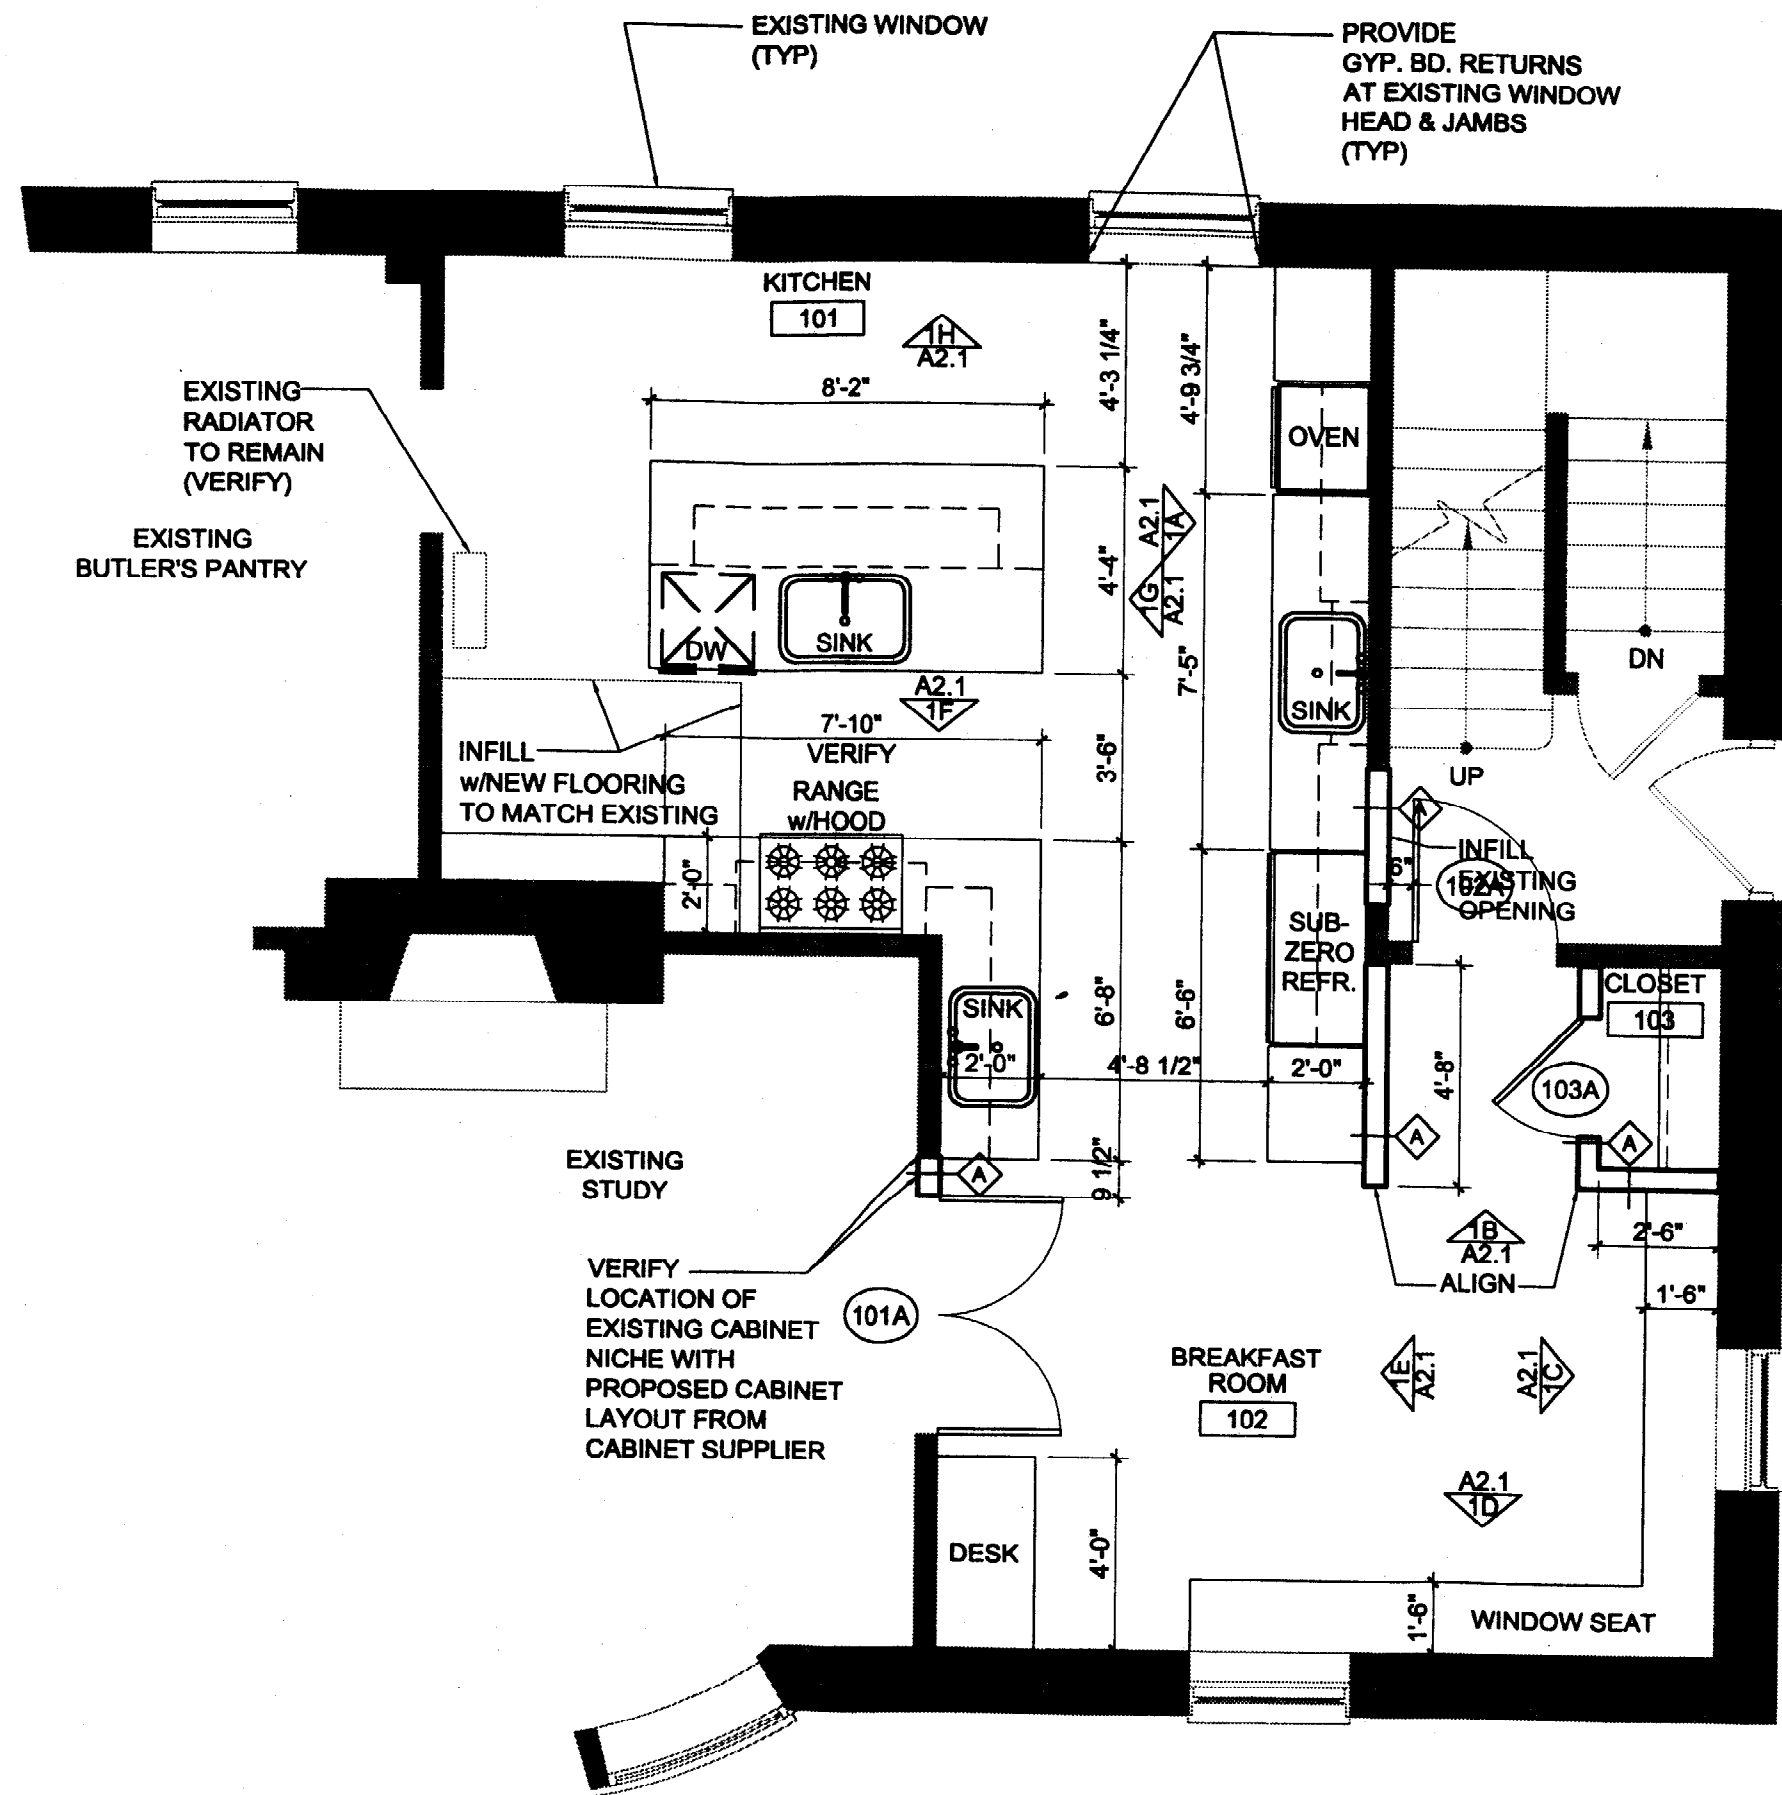 EXISTING WINDOW
(TYP)
PROVIDE
GYP. BD. RETURNS
AT EXISTING WINDOW
HEAD & JAMBS
(TYP)
KITCHEN
101
1H
A2.1
EXISTING
RADIATOR
TO REMAIN
(VERIFY)
8'-2"
4'-3 1/4"
4'-9 3/4"
OVEN
EXISTING
BUTLER'S PANTRY
A2.1
1A
1G
A2.1
4'-4"
DW
SINK
7'-5"
SINK
DN
UP
A2.1
1F
7'-10"
VERIFY
INFILL
w/NEW FLOORING
TO MATCH EXISTING
RANGE
w/HOOD
3'-6"
2'-0"
A
INFILL
EXISTING
OPENING
6"
102A
SUB-
ZERO
REFR.
CLOSET
103
SINK
2'-0"
6'-8"
6'-6"
4'-8 1/2"
2'-0"
4'-8"
103A
A
A
EXISTING
STUDY
A
9 1/2"
1B
A2.1
ALIGN
2'-6"
1'-6"
VERIFY
LOCATION OF
EXISTING CABINET
NICHE WITH
PROPOSED CABINET
LAYOUT FROM
CABINET SUPPLIER
101A
BREAKFAST
ROOM
102
1E
A2.1
A2.1
1C
A2.1
1D
DESK
4'-0"
1'-6"
WINDOW SEAT